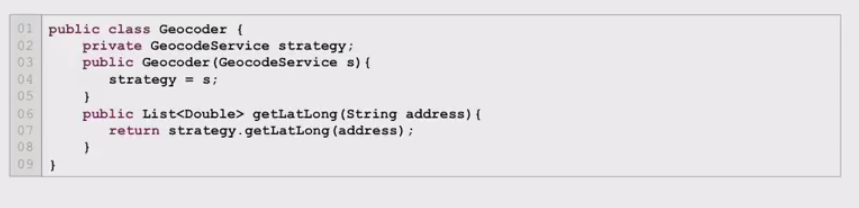 01 public class Geocoder {
02     private GeocodeService strategy;
03     public Geocoder(GeocodeService s){
04        strategy = s;
05     }
06     public List<Double> getLatLong(String address){
07        return strategy.getLatLong(address);
08     }
09 }